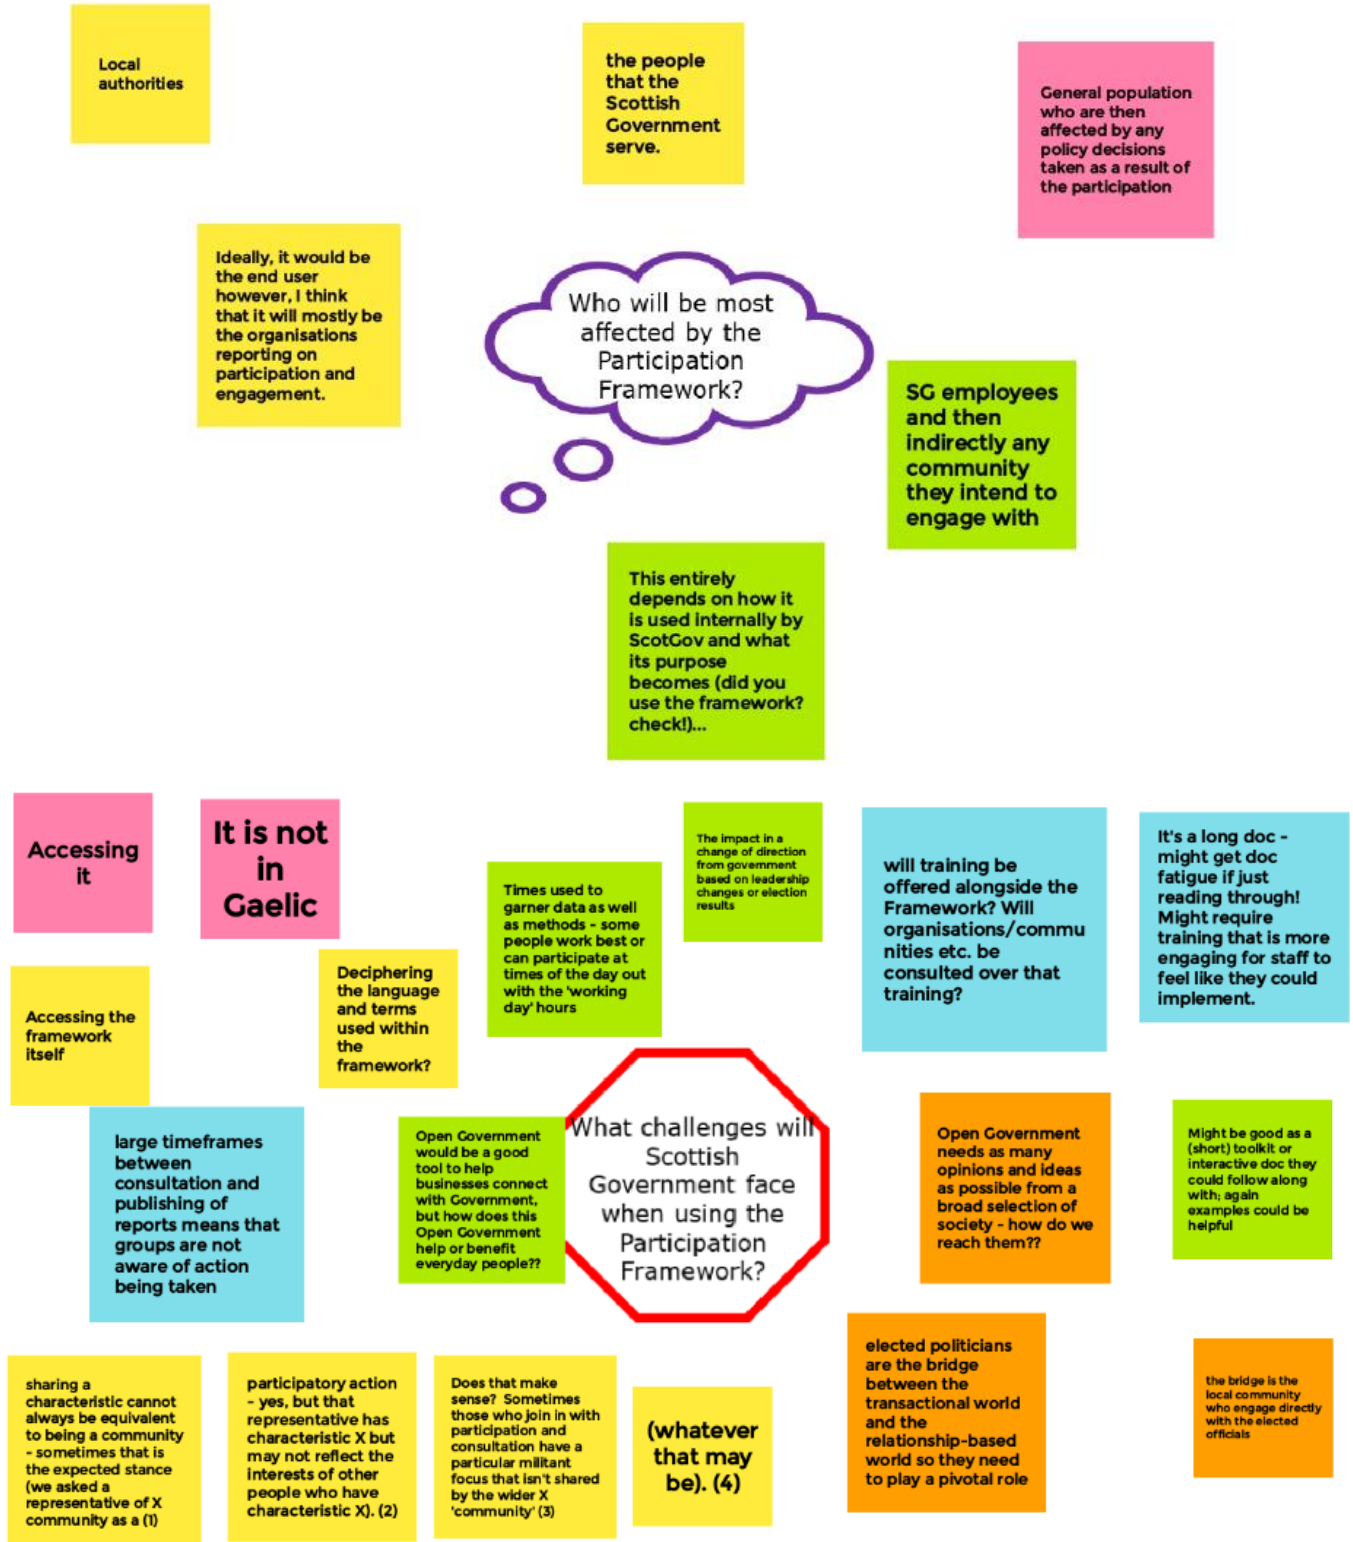 Local
authorities
the people
that the
Scottish
Government
serve.
General population
who are then
affected by any
policy decisions
taken as a result of
the participation
Ideally, it would be
the end user
however, I think
that it will mostly be
the organisations
reporting on
participation and
engagement.
Who will be most
affected by the
Participation
Framework?
SG employees
and then
indirectly any
community
they intend to
engage with
This entirely
depends on how it
is used internally by
ScotGov and what
its purpose
becomes (did you
use the framework?
check!)...
Accessing
it
It is not
in
Gaelic
Times used to
garner data as well
as methods - some
people work best or
can participate at
times of the day out
with the 'working
day' hours
The impact in a
change of direction
from government
based on leadership
changes or election
results
will training be
offered alongside the
Framework? Will
organisations/commu
nities etc. be
consulted over that
training?
It's a long doc -
might get doc
fatigue if just
reading through!
Might require
training that is more
engaging for staff to
feel like they could
implement.
Accessing the
framework
itself
Deciphering
the language
and terms
used within
the
framework?
large timeframes
between
consultation and
publishing of
reports means that
groups are not
aware of action
being taken
Open Government
would be a good
tool to help
businesses connect
with Government,
but how does this
Open Government
help or benefit
everyday people??
What challenges will
Scottish
Government face
when using the
Participation
Framework?
Open Government
needs as many
opinions and ideas
as possible from a
broad selection of
society - how do we
reach them??
Might be good as a
(short) toolkit or
interactive doc they
could follow along
with; again
examples could be
helpful
sharing a
characteristic cannot
always be equivalent
to being a community
- sometimes that is
the expected stance
(we asked a
representative of X
community as a (1)
participatory action
- yes, but that
representative has
characteristic X but
may not reflect the
interests of other
people who have
characteristic X). (2)
Does that make
sense? Sometimes
those who join in with
participation and
consultation have a
particular militant
focus that isn't shared
by the wider X
'community' (3)
(whatever
that may
be). (4)
elected politicians
are the bridge
between the
transactional world
and the
relationship-based
world so they need
to play a pivotal role
the bridge is the
local community
who engage directly
with the elected
officials